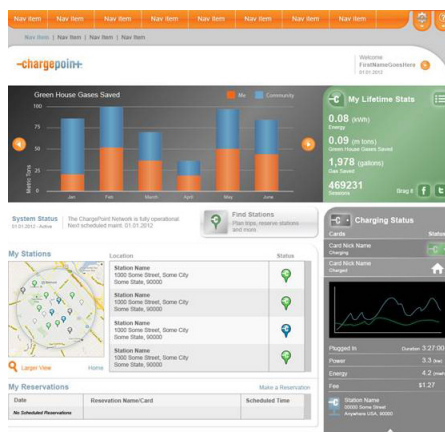 Nav Item Nav Item Nav Item Nav Item Nav Item Nav Item Nav Item
Nav Item | Nav Item | Nav Item | Nav Item
-chargepoin+-
Welcome
FirstNameGoesHere
01.01.2012
Green House Gases Saved
Me Community
Metric Tons
100
75
50
25
0
Jan Feb March April May June
My Lifetime Stats
0.08 (kWh)
Energy
0.09 (m tons)
Green House Gases Saved
1,978 (gallons)
Gas Saved
469231
Sessions
Brag it
System Status
01.01.2012 - Active
The ChargePoint Network is fully operational
Next scheduled maint. 01.01.2012
Find Stations
Plan trips, reserve stations
and more.
Charging Status
Cards Status
Card Nick Name
Charging
Card Nick Name
Charged
My Stations
Location Status
Station Name
1000 Some Street, Some City
Some State, 90000
Station Name
1000 Some Street, Some City
Some State, 90000
Station Name
1000 Some Street, Some City
Some State, 90000
Station Name
1000 Some Street, Some City
Some State, 90000
Larger View Home
Plugged In Duration 3:27:00
Power 3.3
Energy 4.2
Fee $1.27
Station Name
00000 Some Street
Anywhere USA, 90000
My Reservations
Make a Reservation
Date Reservation Name/Card Scheduled Time
No Scheduled Reservations